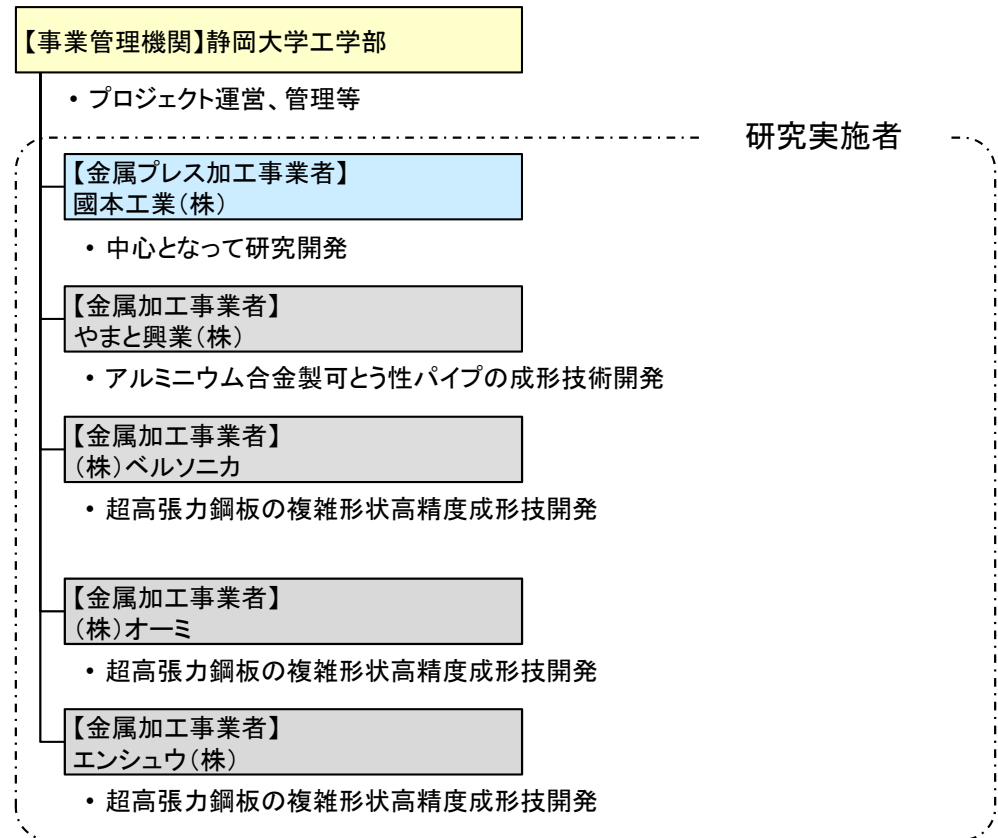 【事業管理機関】静岡大学工学部
• プロジェクト運営、管理等
研究実施者
【金属プレス加工事業者】
國本工業(株)
• 中心となって研究開発
【金属加工事業者】
やまと興業(株)
• アルミニウム合金製可とう性パイプの成形技術開発
【金属加工事業者】
(株)ベルソニカ
• 超高張力鋼板の複雑形状高精度成形技開発
【金属加工事業者】
(株)オーミ
• 超高張力鋼板の複雑形状高精度成形技開発
【金属加工事業者】
エンシュウ(株)
• 超高張力鋼板の複雑形状高精度成形技開発